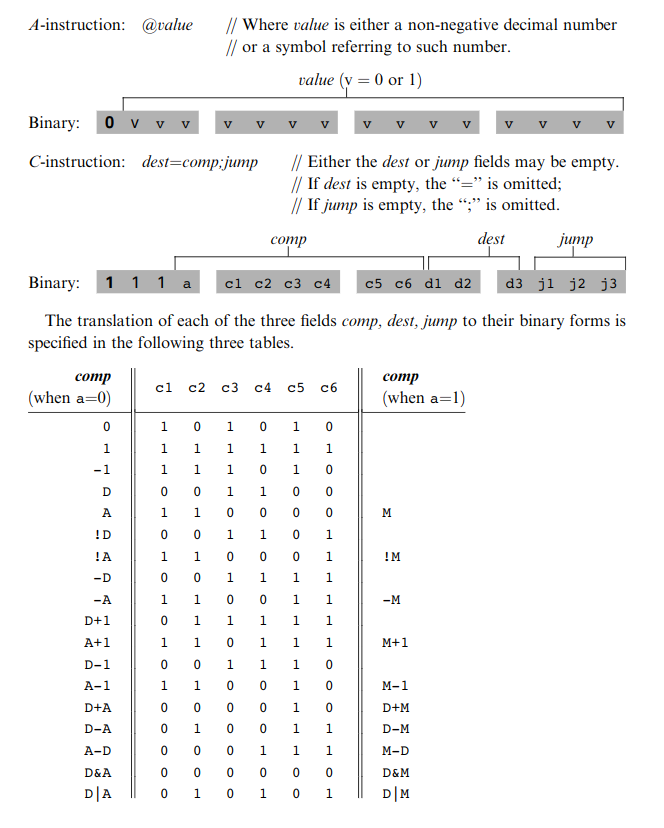 A-instruction: @value // Where value is either a non-negative decimal number
// or a symbol referring to such number.
value (v = 0 or 1)
Binary: 0 v v v v v v v v v v v v v v v
C-instruction: dest=comp;jump // Either the dest or jump fields may be empty.
// If dest is empty, the “=” is omitted;
// If jump is empty, the “;” is omitted.
comp dest jump
Binary: 1 1 1 a c1 c2 c3 c4 c5 c6 d1 d2 d3 j1 j2 j3
The translation of each of the three fields comp, dest, jump to their binary forms is
specified in the following three tables.
comp (when a=0) c1 c2 c3 c4 c5 c6 comp (when a=1)
0 1 0 1 0 1 0
1 1 1 1 1 1 1
-1 1 1 1 0 1 0
D 0 0 1 1 0 0
A 1 1 0 0 0 0 M
!D 0 0 1 1 0 1
!A 1 1 0 0 0 1 !M
-D 0 0 1 1 1 1
-A 1 1 0 0 1 1 -M
D+1 0 1 1 1 1 1
A+1 1 1 0 1 1 1 M+1
D-1 0 0 1 1 1 0
A-1 1 1 0 0 1 0 M-1
D+A 0 0 0 0 1 0 D+M
D-A 0 1 0 0 1 1 D-M
A-D 0 0 0 1 1 1 M-D
D&A 0 0 0 0 0 0 D&M
D|A 0 1 0 1 0 1 D|M